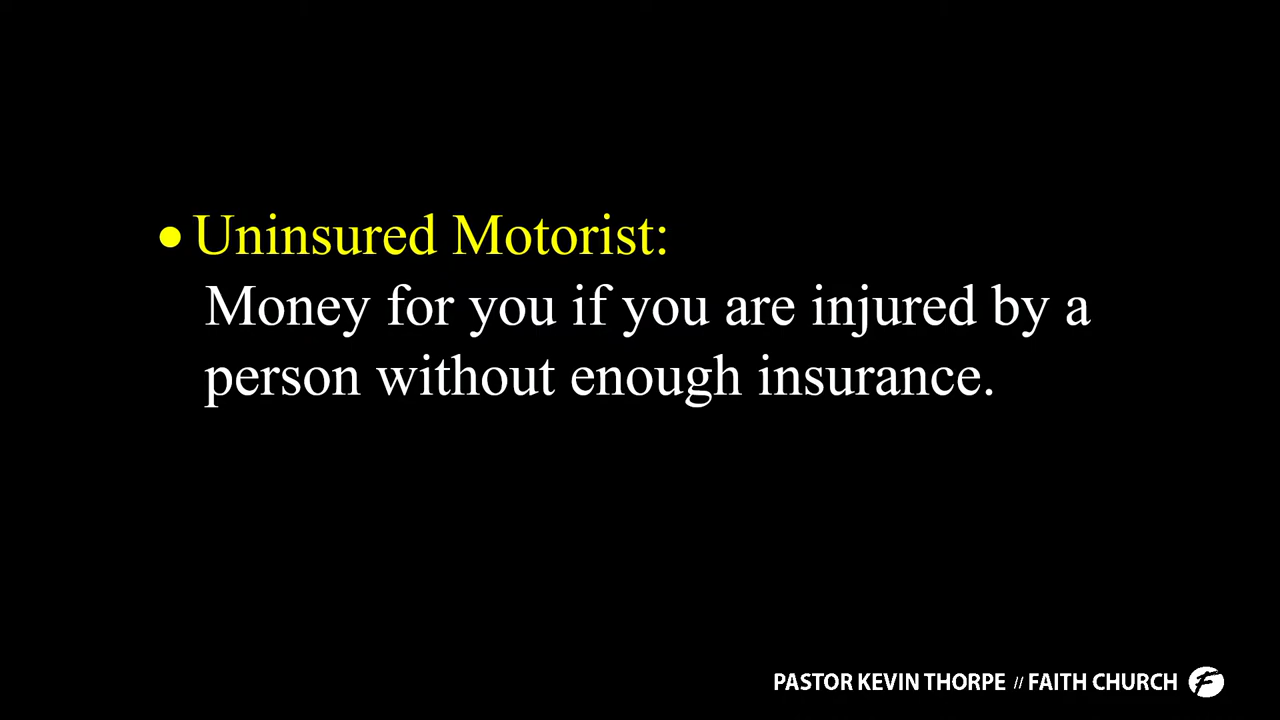 • Uninsured Motorist:
Money for you if you are injured by a
person without enough insurance.
PASTOR KEVIN THORPE // FAITH CHURCH F